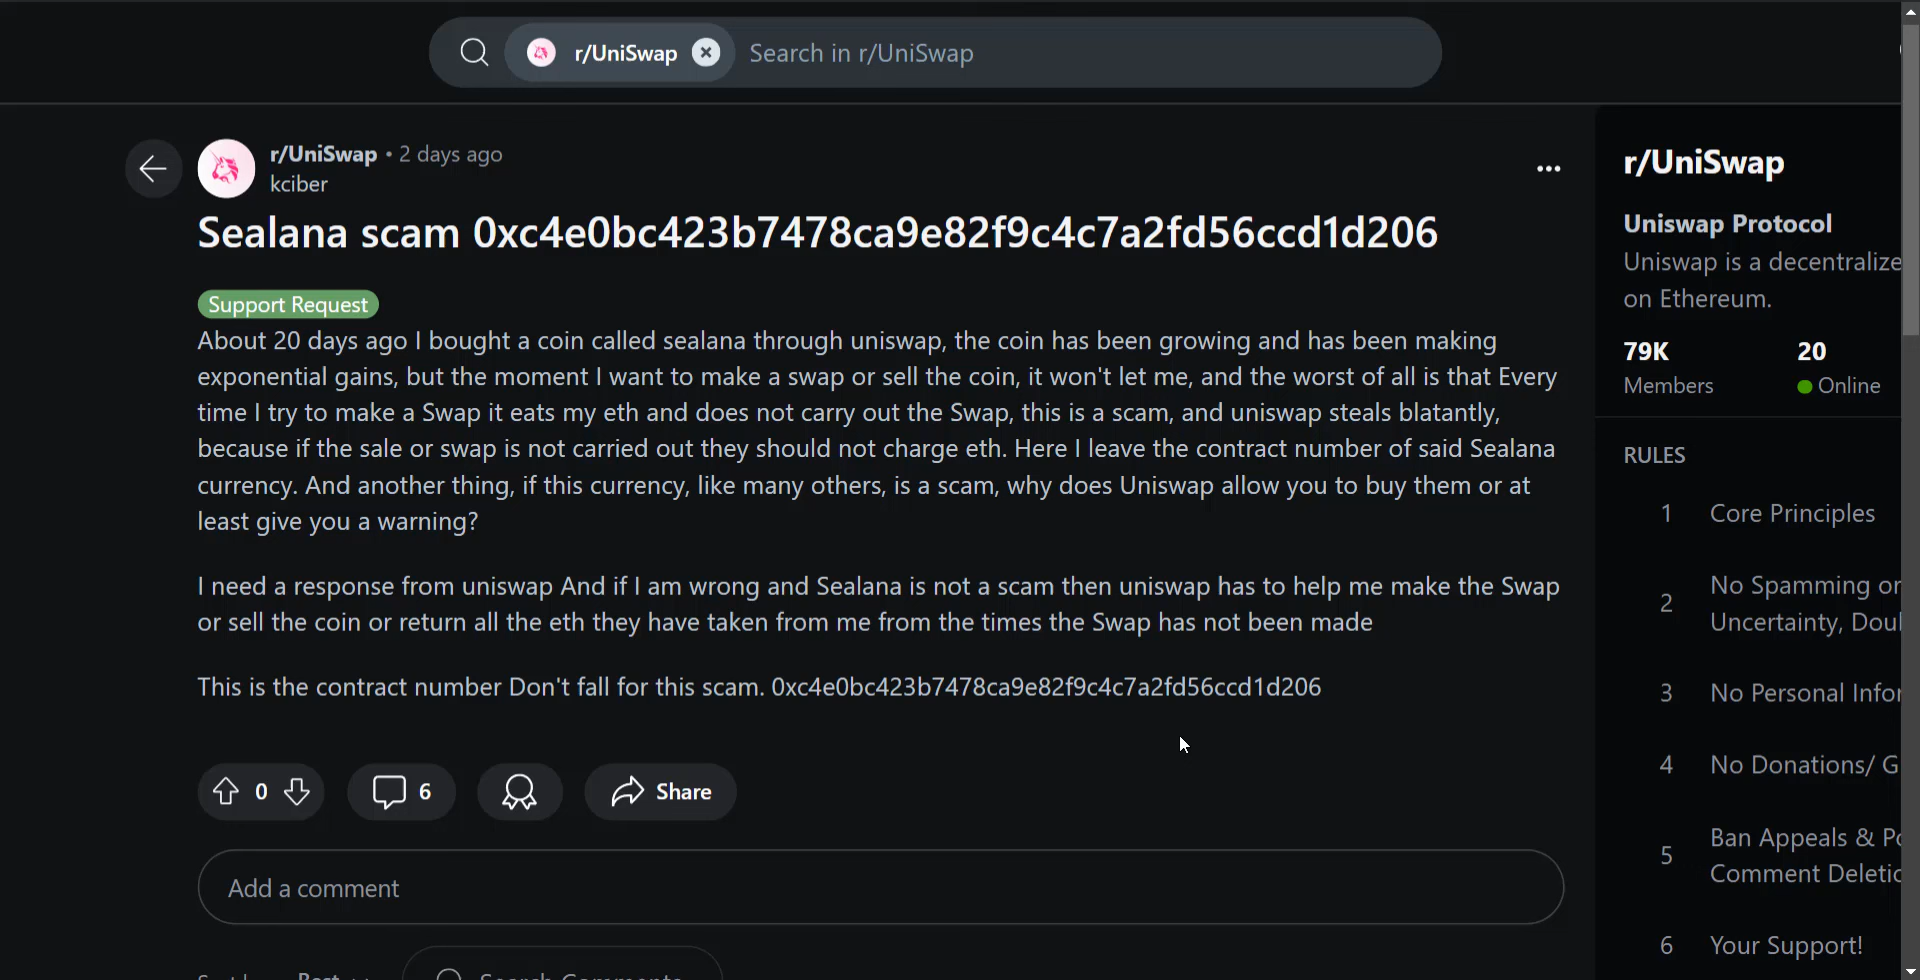 r/UniSwap Search in r/UniSwap
r/UniSwap • 2 days ago
kciber
Sealana scam 0xc4e0bc423b7478ca9e82f9c4c7a2fd56ccd1d206
Support Request
About 20 days ago I bought a coin called sealana through uniswap, the coin has been growing and has been making
exponential gains, but the moment I want to make a swap or sell the coin, it won't let me, and the worst of all is that Every
time I try to make a Swap it eats my eth and does not carry out the Swap, this is a scam, and uniswap steals blatantly,
because if the sale or swap is not carried out they should not charge eth. Here I leave the contract number of said Sealana
currency. And another thing, if this currency, like many others, is a scam, why does Uniswap allow you to buy them or at
least give you a warning?
I need a response from uniswap And if I am wrong and Sealana is not a scam then uniswap has to help me make the Swap
or sell the coin or return all the eth they have taken from me from the times the Swap has not been made
This is the contract number Don't fall for this scam. 0xc4e0bc423b7478ca9e82f9c4c7a2fd56ccd1d206
0 6 Share
Add a comment
Best
Search Comments
r/UniSwap
Uniswap Protocol
Uniswap is a decentralize
on Ethereum.
79K 20
Members Online
RULES
1 Core Principles
2 No Spamming or
Uncertainty, Dou
3 No Personal Info
4 No Donations/ G
5 Ban Appeals & Po
Comment Deletic
6 Your Support!